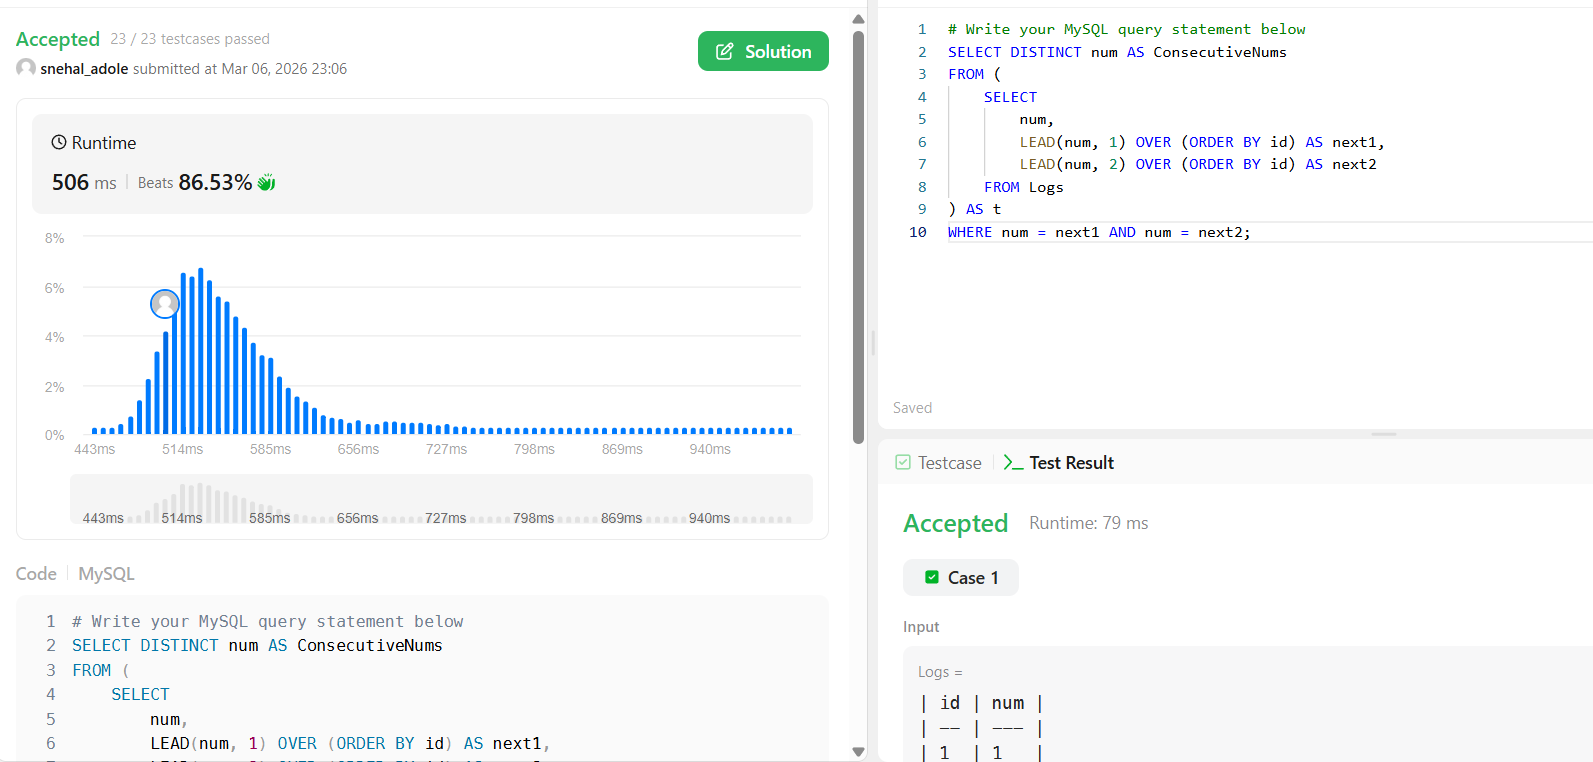 Accepted 23 / 23 testcases passed
snehal_adole submitted at Mar 06, 2026 23:06
Solution
Runtime
506 ms Beats 86.53%
8%
6%
4%
2%
0%
443ms 514ms 585ms 656ms 727ms 798ms 869ms 940ms
443ms 514ms 585ms 656ms 727ms 798ms 869ms 940ms
Code MySQL
1 # Write your MySQL query statement below
2 SELECT DISTINCT num AS ConsecutiveNums
3 FROM (
4 SELECT
5 num,
6 LEAD(num, 1) OVER (ORDER BY id) AS next1,
1 # Write your MySQL query statement below
2 SELECT DISTINCT num AS ConsecutiveNums
3 FROM (
4 SELECT
5 num,
6 LEAD(num, 1) OVER (ORDER BY id) AS next1,
7 LEAD(num, 2) OVER (ORDER BY id) AS next2
8 FROM Logs
9 ) AS t
10 WHERE num = next1 AND num = next2;
Saved
Testcase Test Result
Accepted Runtime: 79 ms
Case 1
Input
Logs =
| id | num |
| -- | --- |
| 1 | 1 |